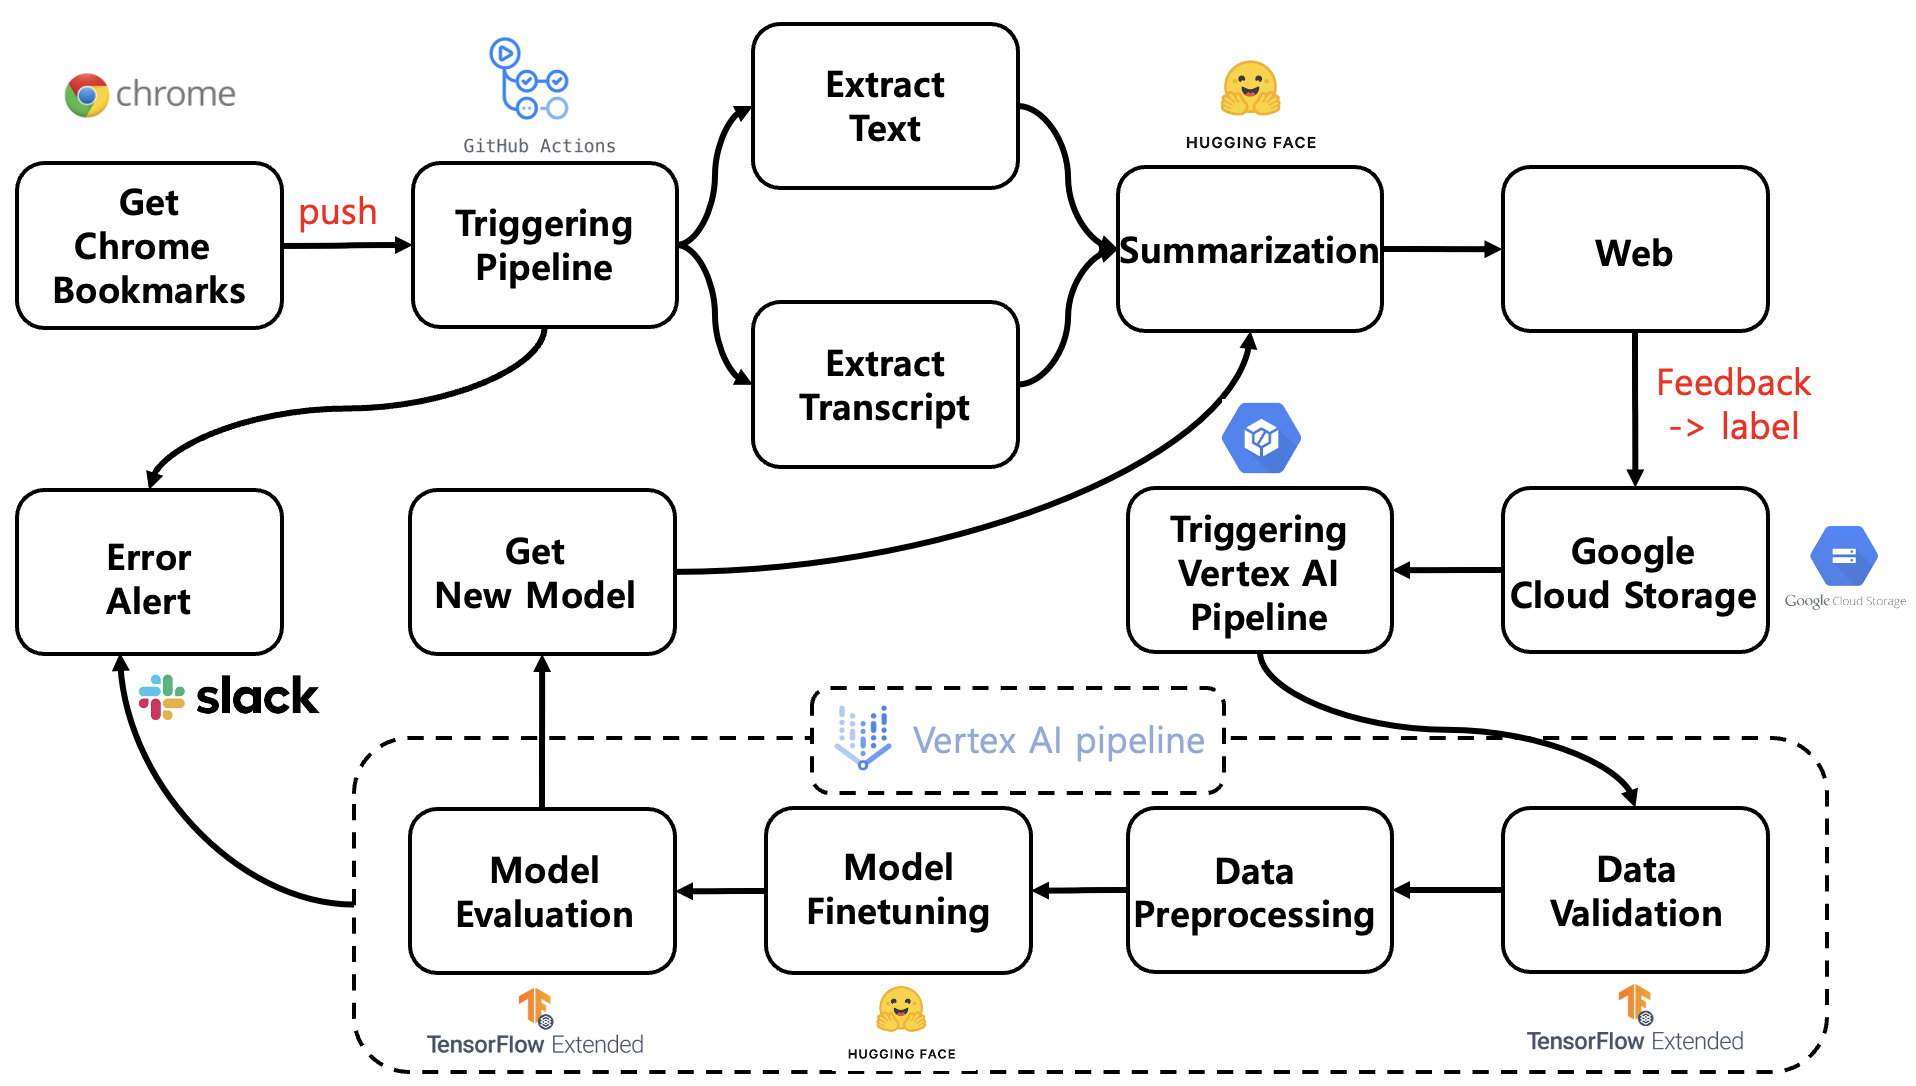 chrome
GitHub Actions
Extract
Text
HUGGING FACE
Get
Chrome
Bookmarks
push
Triggering
Pipeline
Summarization
Web
Extract
Transcript
Feedback
-> label
Error
Alert
Get
New Model
Triggering
Vertex AI
Pipeline
Google
Cloud Storage
Google Cloud Storage
slack
Vertex AI pipeline
Model
Evaluation
Model
Finetuning
Data
Preprocessing
Data
Validation
TensorFlow Extended
HUGGING FACE
TensorFlow Extended